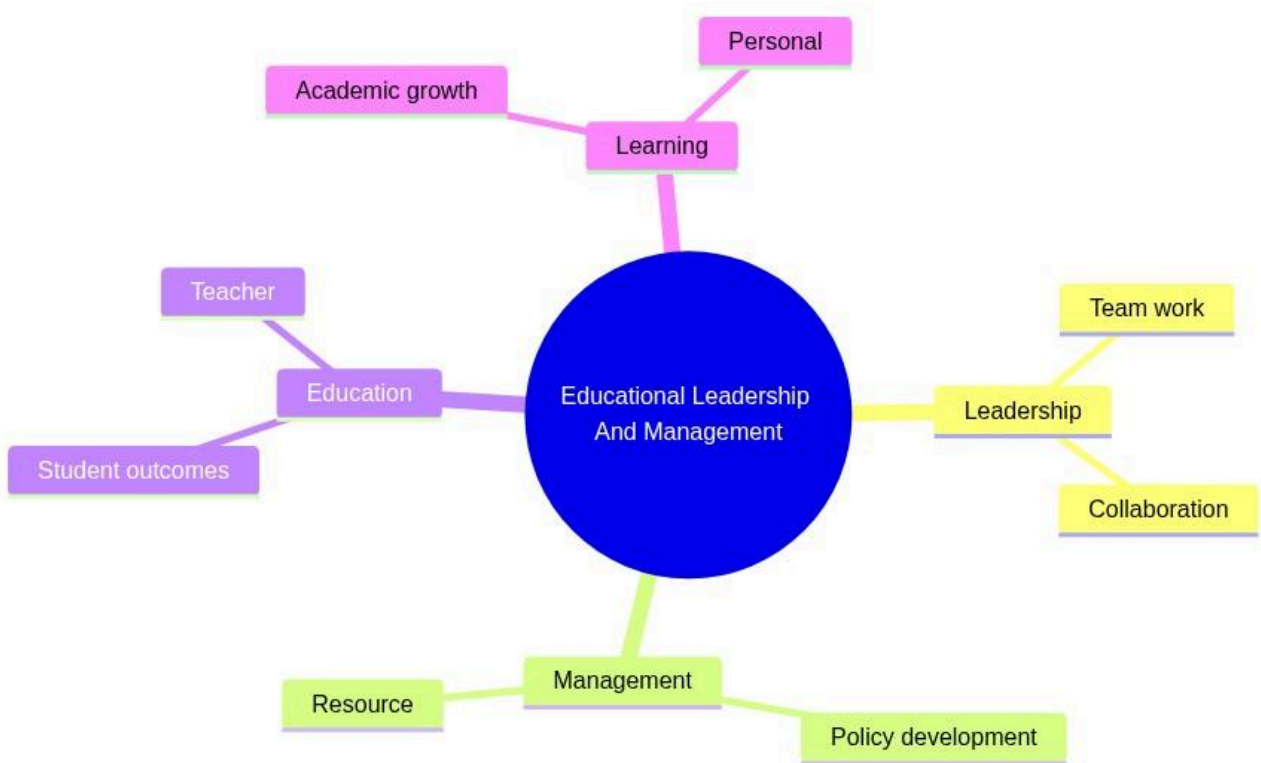 Personal
Academic growth
Learning
Teacher
Education
Student outcomes
Educational Leadership
And Management
Team work
Leadership
Collaboration
Management
Resource
Policy development